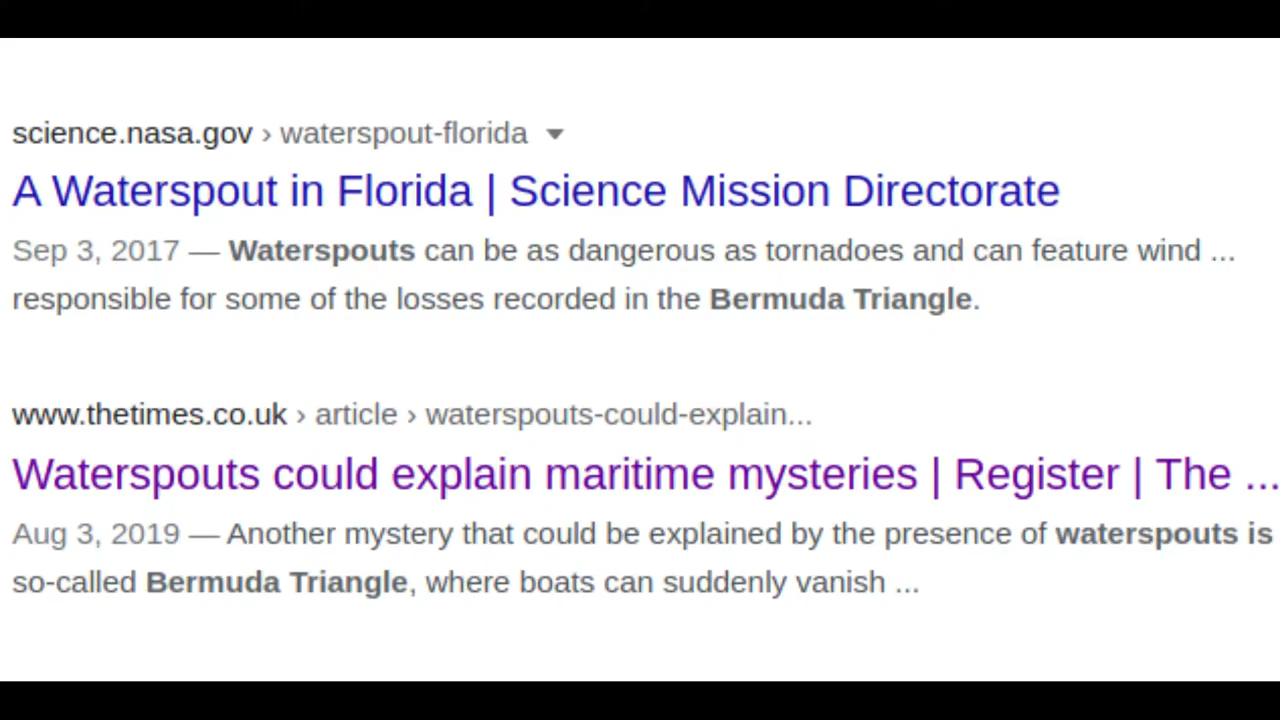 science.nasa.gov › waterspout-florida
A Waterspout in Florida | Science Mission Directorate
Sep 3, 2017 — Waterspouts can be as dangerous as tornadoes and can feature wind ...
responsible for some of the losses recorded in the Bermuda Triangle.
www.thetimes.co.uk › article › waterspouts-could-explain...
Waterspouts could explain maritime mysteries | Register | The ...
Aug 3, 2019 — Another mystery that could be explained by the presence of waterspouts is
so-called Bermuda Triangle, where boats can suddenly vanish ...